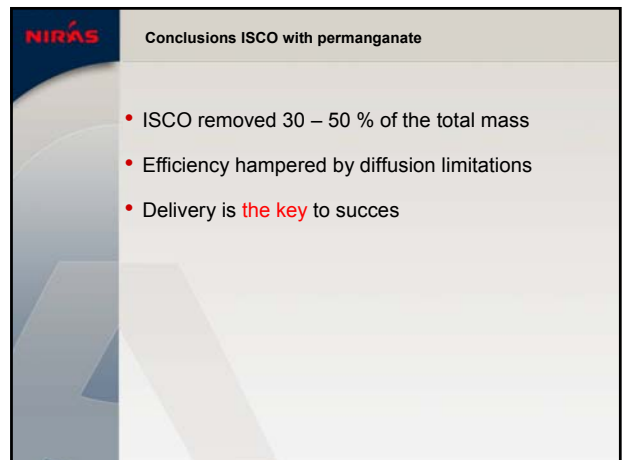 NIRÁS
Conclusions ISCO with permanganate
• ISCO removed 30 – 50 % of the total mass
• Efficiency hampered by diffusion limitations
• Delivery is the key to succes